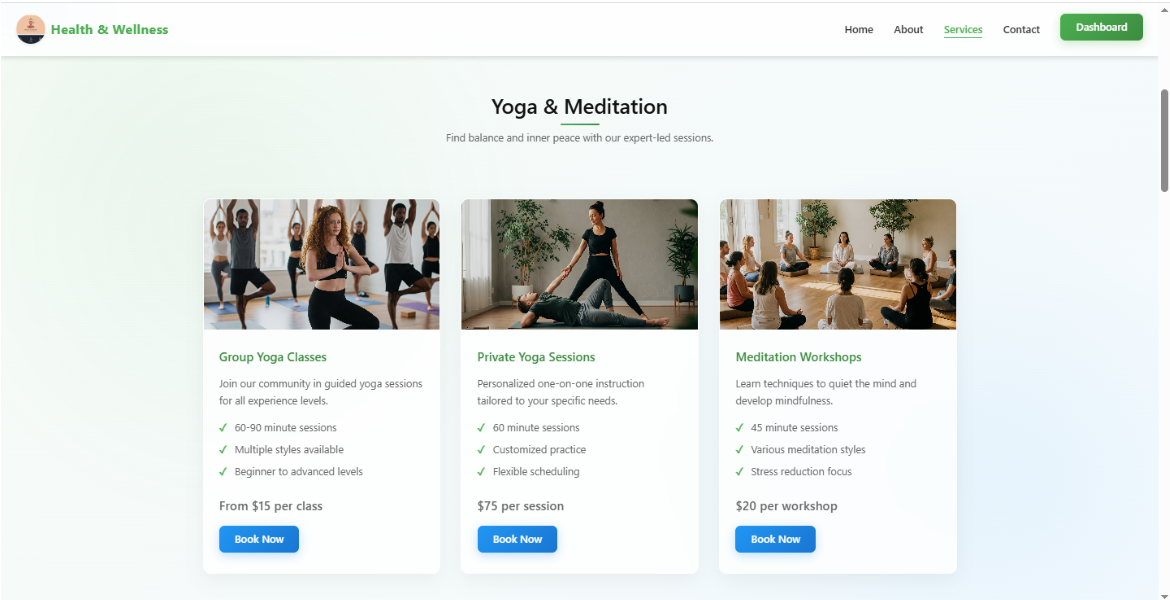 Health & Wellness
Home
About
Services
Contact
Dashboard
Yoga & Meditation
Find balance and inner peace with our expert-led sessions.
Group Yoga Classes
Join our community in guided yoga sessions
for all experience levels.
✓ 60-90 minute sessions
✓ Multiple styles available
✓ Beginner to advanced levels
From $15 per class
Book Now
Private Yoga Sessions
Personalized one-on-one instruction
tailored to your specific needs.
✓ 60 minute sessions
✓ Customized practice
✓ Flexible scheduling
$75 per session
Book Now
Meditation Workshops
Learn techniques to quiet the mind and
develop mindfulness.
✓ 45 minute sessions
✓ Various meditation styles
✓ Stress reduction focus
$20 per workshop
Book Now